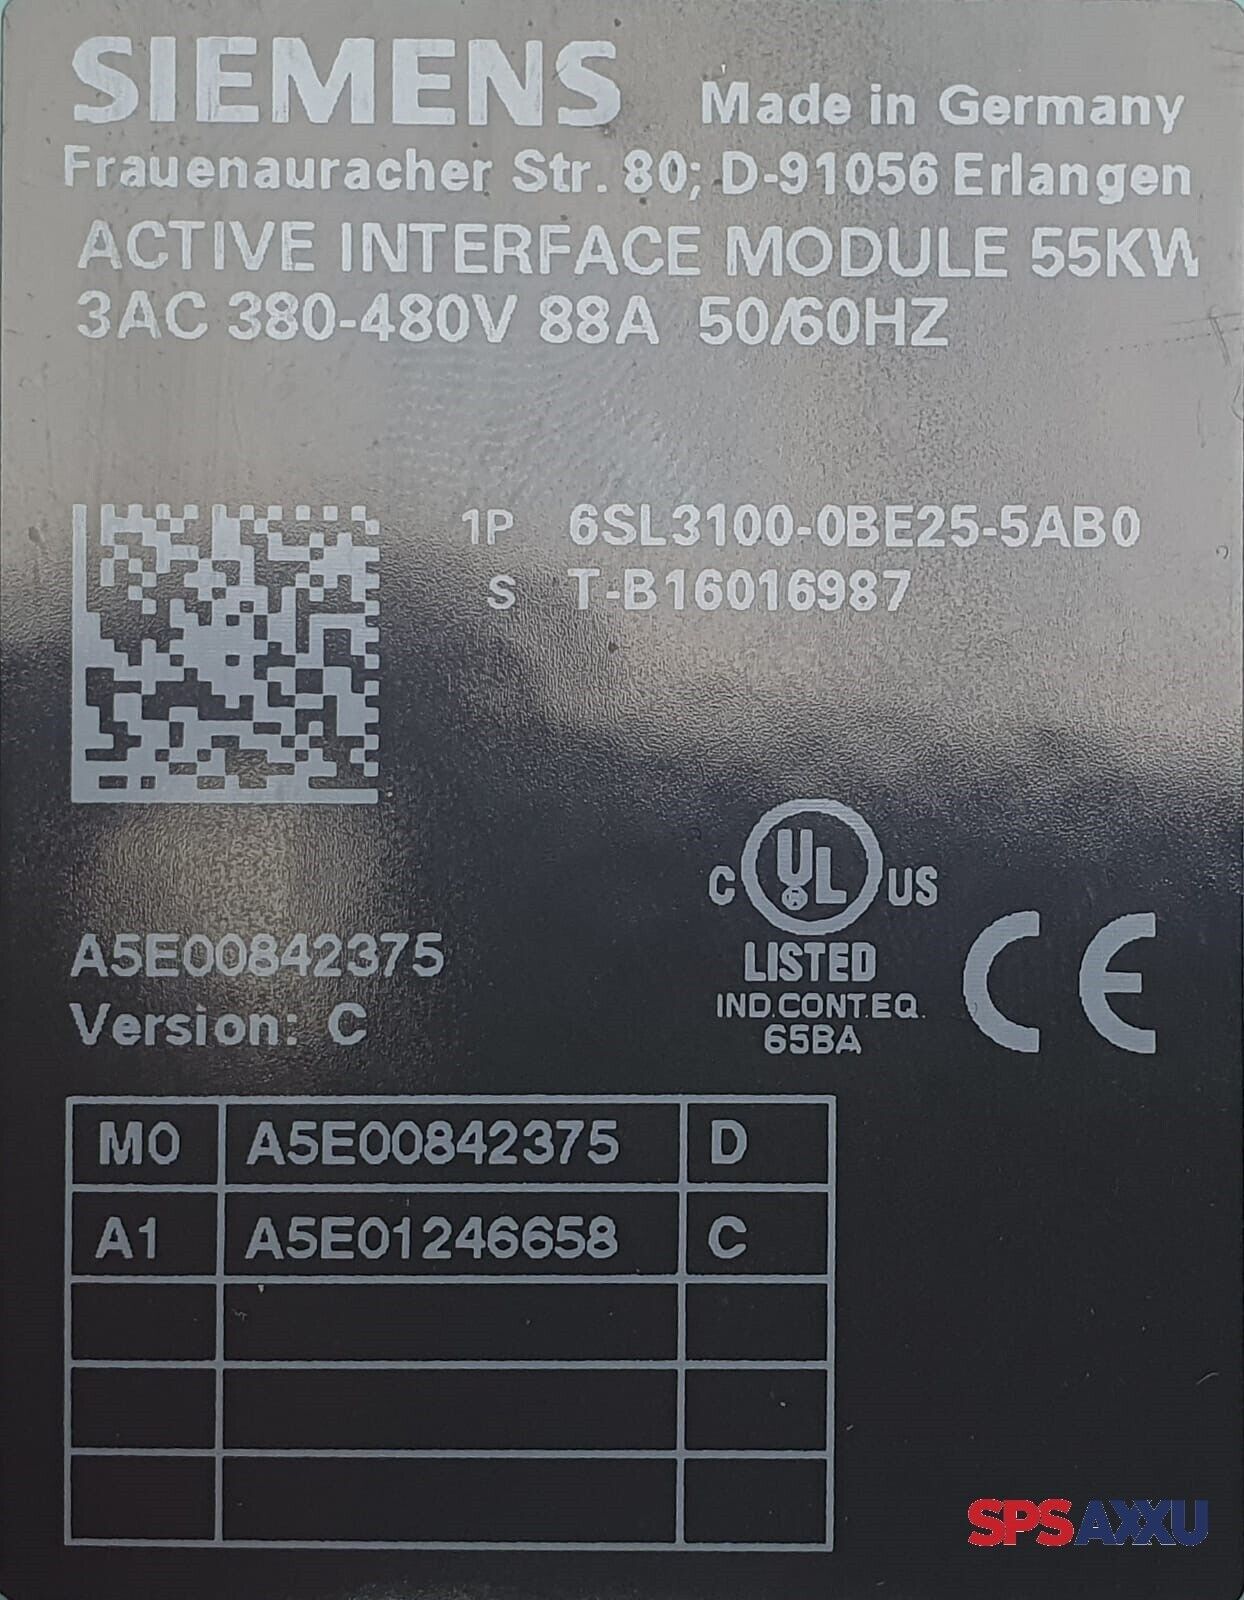 SIEMENS Made in Germany
Frauenauracher Str. 80; D-91056 Erlangen
ACTIVE INTERFACE MODULE 55KW
3AC 380-480V 88A 50/60HZ
1P 6SL3100-0BE25-5AB0
S T-B16016987
C UL US
®
LISTED
IND.CONT.EQ.
65BA
CE
A5E00842375
Version: C
M0 A5E00842375 D
A1 A5E01246658 C
SPSAXXU